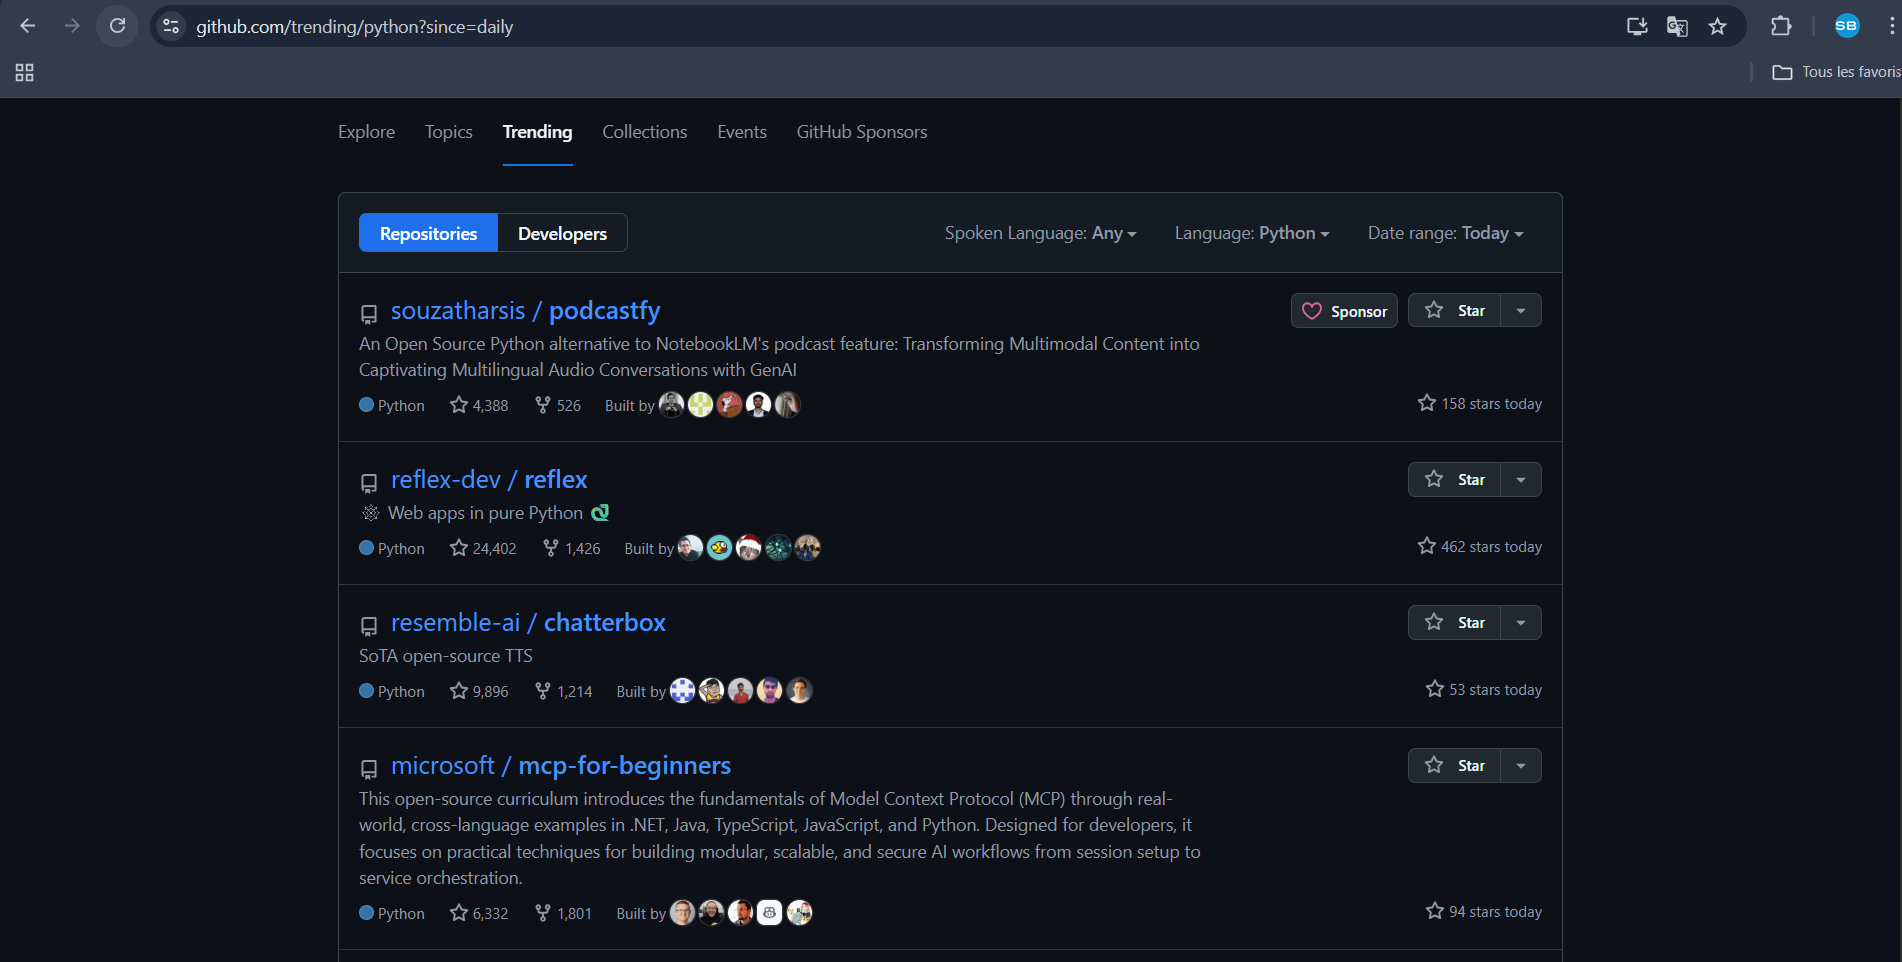 github.com/trending/python?since=daily
SB
Tous les favoris
Explore Topics Trending Collections Events GitHub Sponsors
Repositories Developers Spoken Language: Any Language: Python Date range: Today
souzatharsis / podcastfy Sponsor Star
An Open Source Python alternative to NotebookLM's podcast feature: Transforming Multimodal Content into
Captivating Multilingual Audio Conversations with GenAI
Python 4,388 526 Built by 158 stars today
reflex-dev / reflex Star
Web apps in pure Python
Python 24,402 1,426 Built by 462 stars today
resemble-ai / chatterbox Star
SoTA open-source TTS
Python 9,896 1,214 Built by 53 stars today
microsoft / mcp-for-beginners Star
This open-source curriculum introduces the fundamentals of Model Context Protocol (MCP) through real-
world, cross-language examples in .NET, Java, TypeScript, JavaScript, and Python. Designed for developers, it
focuses on practical techniques for building modular, scalable, and secure AI workflows from session setup to
service orchestration.
Python 6,332 1,801 Built by 94 stars today